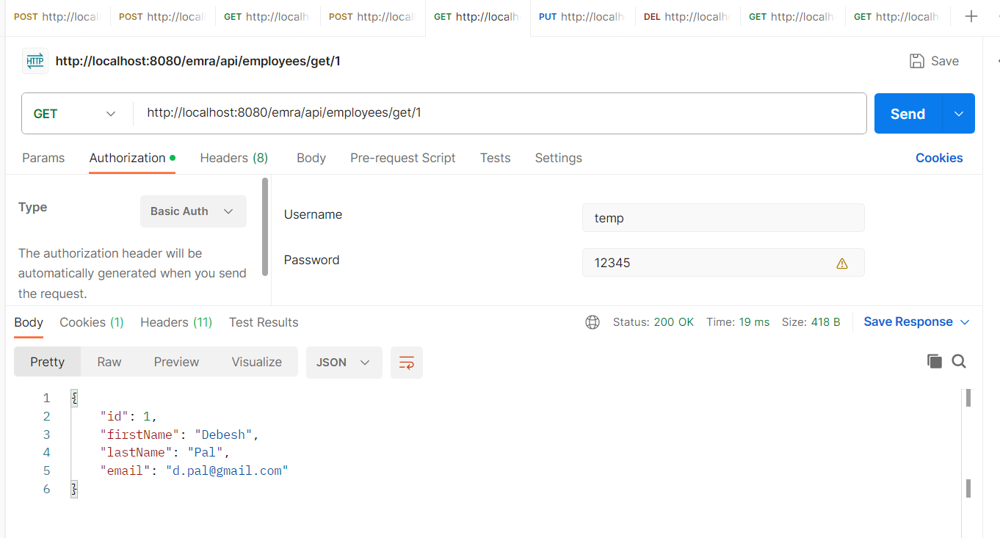 POST http://local POST http://local GET http://localh POST http://local GET http://localh PUT http://localh DEL http://localh GET http://localh GET http://localh
HTTP http://localhost:8080/emra/api/employees/get/1 Save
GET http://localhost:8080/emra/api/employees/get/1 Send
Params Authorization Headers (8) Body Pre-request Script Tests Settings Cookies
Type Basic Auth
The authorization header will be
automatically generated when you send
the request.
Username temp
Password 12345
Body Cookies (1) Headers (11) Test Results Status: 200 OK Time: 19 ms Size: 418 B Save Response
Pretty Raw Preview Visualize JSON
1 {
2 "id": 1,
3 "firstName": "Debesh",
4 "lastName": "Pal",
5 "email": "d.pal@gmail.com"
6 }